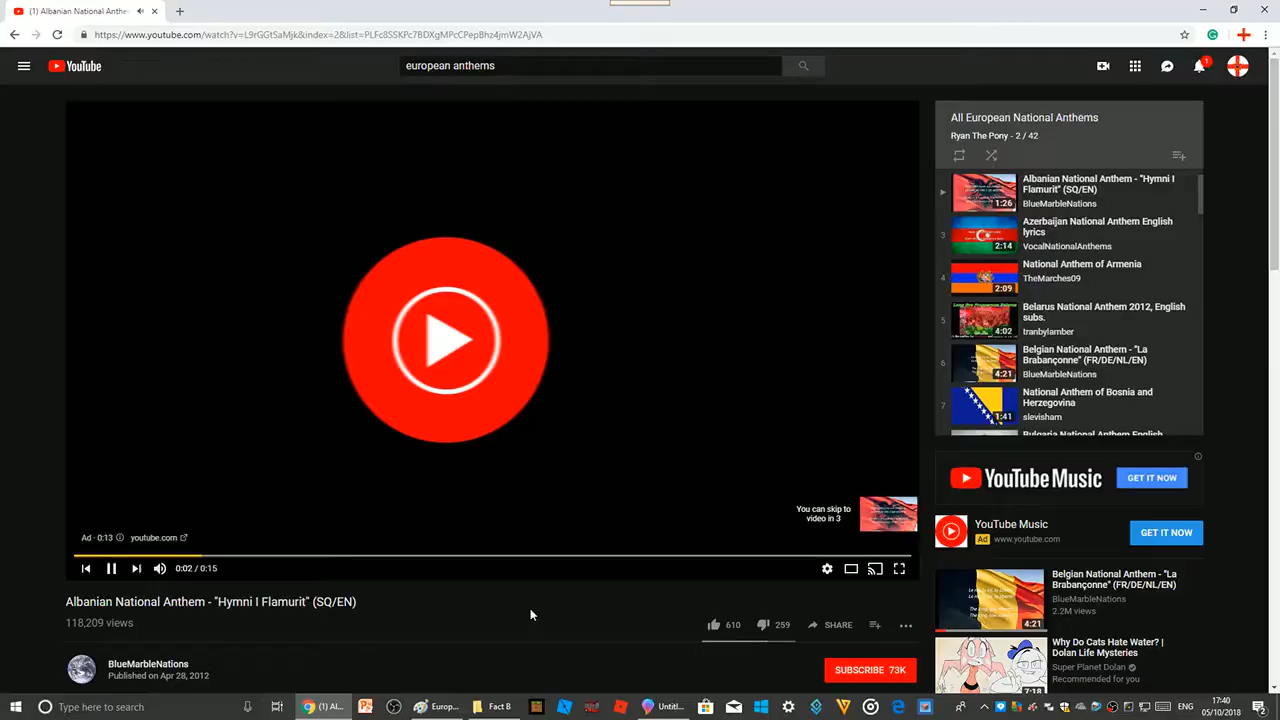 (1) Albanian National Anthe
https://www.youtube.com/watch?v=L9rGGtSaMjk&index=2&list=PLFc8SSKPc7BDXgMPcCPepBhz4jmW2AjVA
YouTube
european anthems
1
All European National Anthems
Ryan The Pony - 2 / 42
Albanian National Anthem - "Hymni I
Flamurit" (SQ/EN)
BlueMarbleNations
1:26
3
Azerbaijan National Anthem English
lyrics
VocalNationalAnthems
2:14
4
National Anthem of Armenia
TheMarches09
2:09
5
Belarus National Anthem 2012, English
subs.
tranbylamber
4:02
6
Belgian National Anthem - "La
Brabançonne" (FR/DE/NL/EN)
BlueMarbleNations
4:21
7
National Anthem of Bosnia and
Herzegovina
slevisham
1:41
Bulgaria National Anthem English
You can skip to
video in 3
Ad · 0:13
youtube.com
0:02 / 0:15
YouTube Music
GET IT NOW
YouTube Music
Ad www.youtube.com
GET IT NOW
Albanian National Anthem - "Hymni I Flamurit" (SQ/EN)
118,209 views
610
259
SHARE
BlueMarbleNations
Published on Apr 28, 2012
SUBSCRIBE 73K
Belgian National Anthem - "La
Brabançonne" (FR/DE/NL/EN)
BlueMarbleNations
2.2M views
4:21
Why Do Cats Hate Water? |
Dolan Life Mysteries
Super Planet Dolan
Recommended for you
7:18
Type here to search
(1) Al...
Europ...
Fact B
Untitl...
17:40
05/10/2018
2